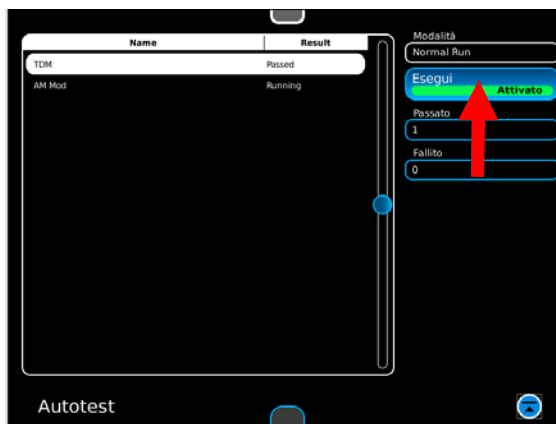 Name Result
TDM Passed
AM Mod Running
Modalità
Normal Run
Esegui
Attivato
Passato
1
Fallito
0
Autotest